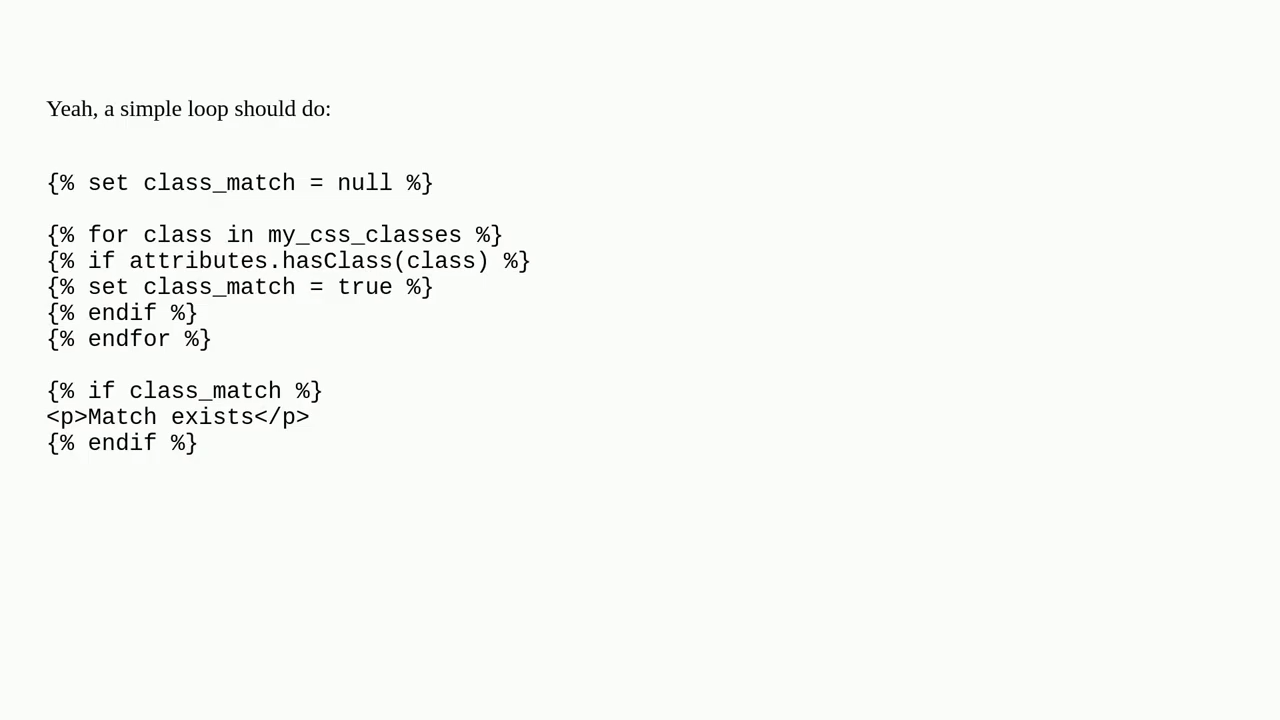 Yeah, a simple loop should do:
{% set class_match = null %}
{% for class in my_css_classes %}
{% if attributes.hasClass(class) %}
{% set class_match = true %}
{% endif %}
{% endfor %}
{% if class_match %}
<p>Match exists</p>
{% endif %}